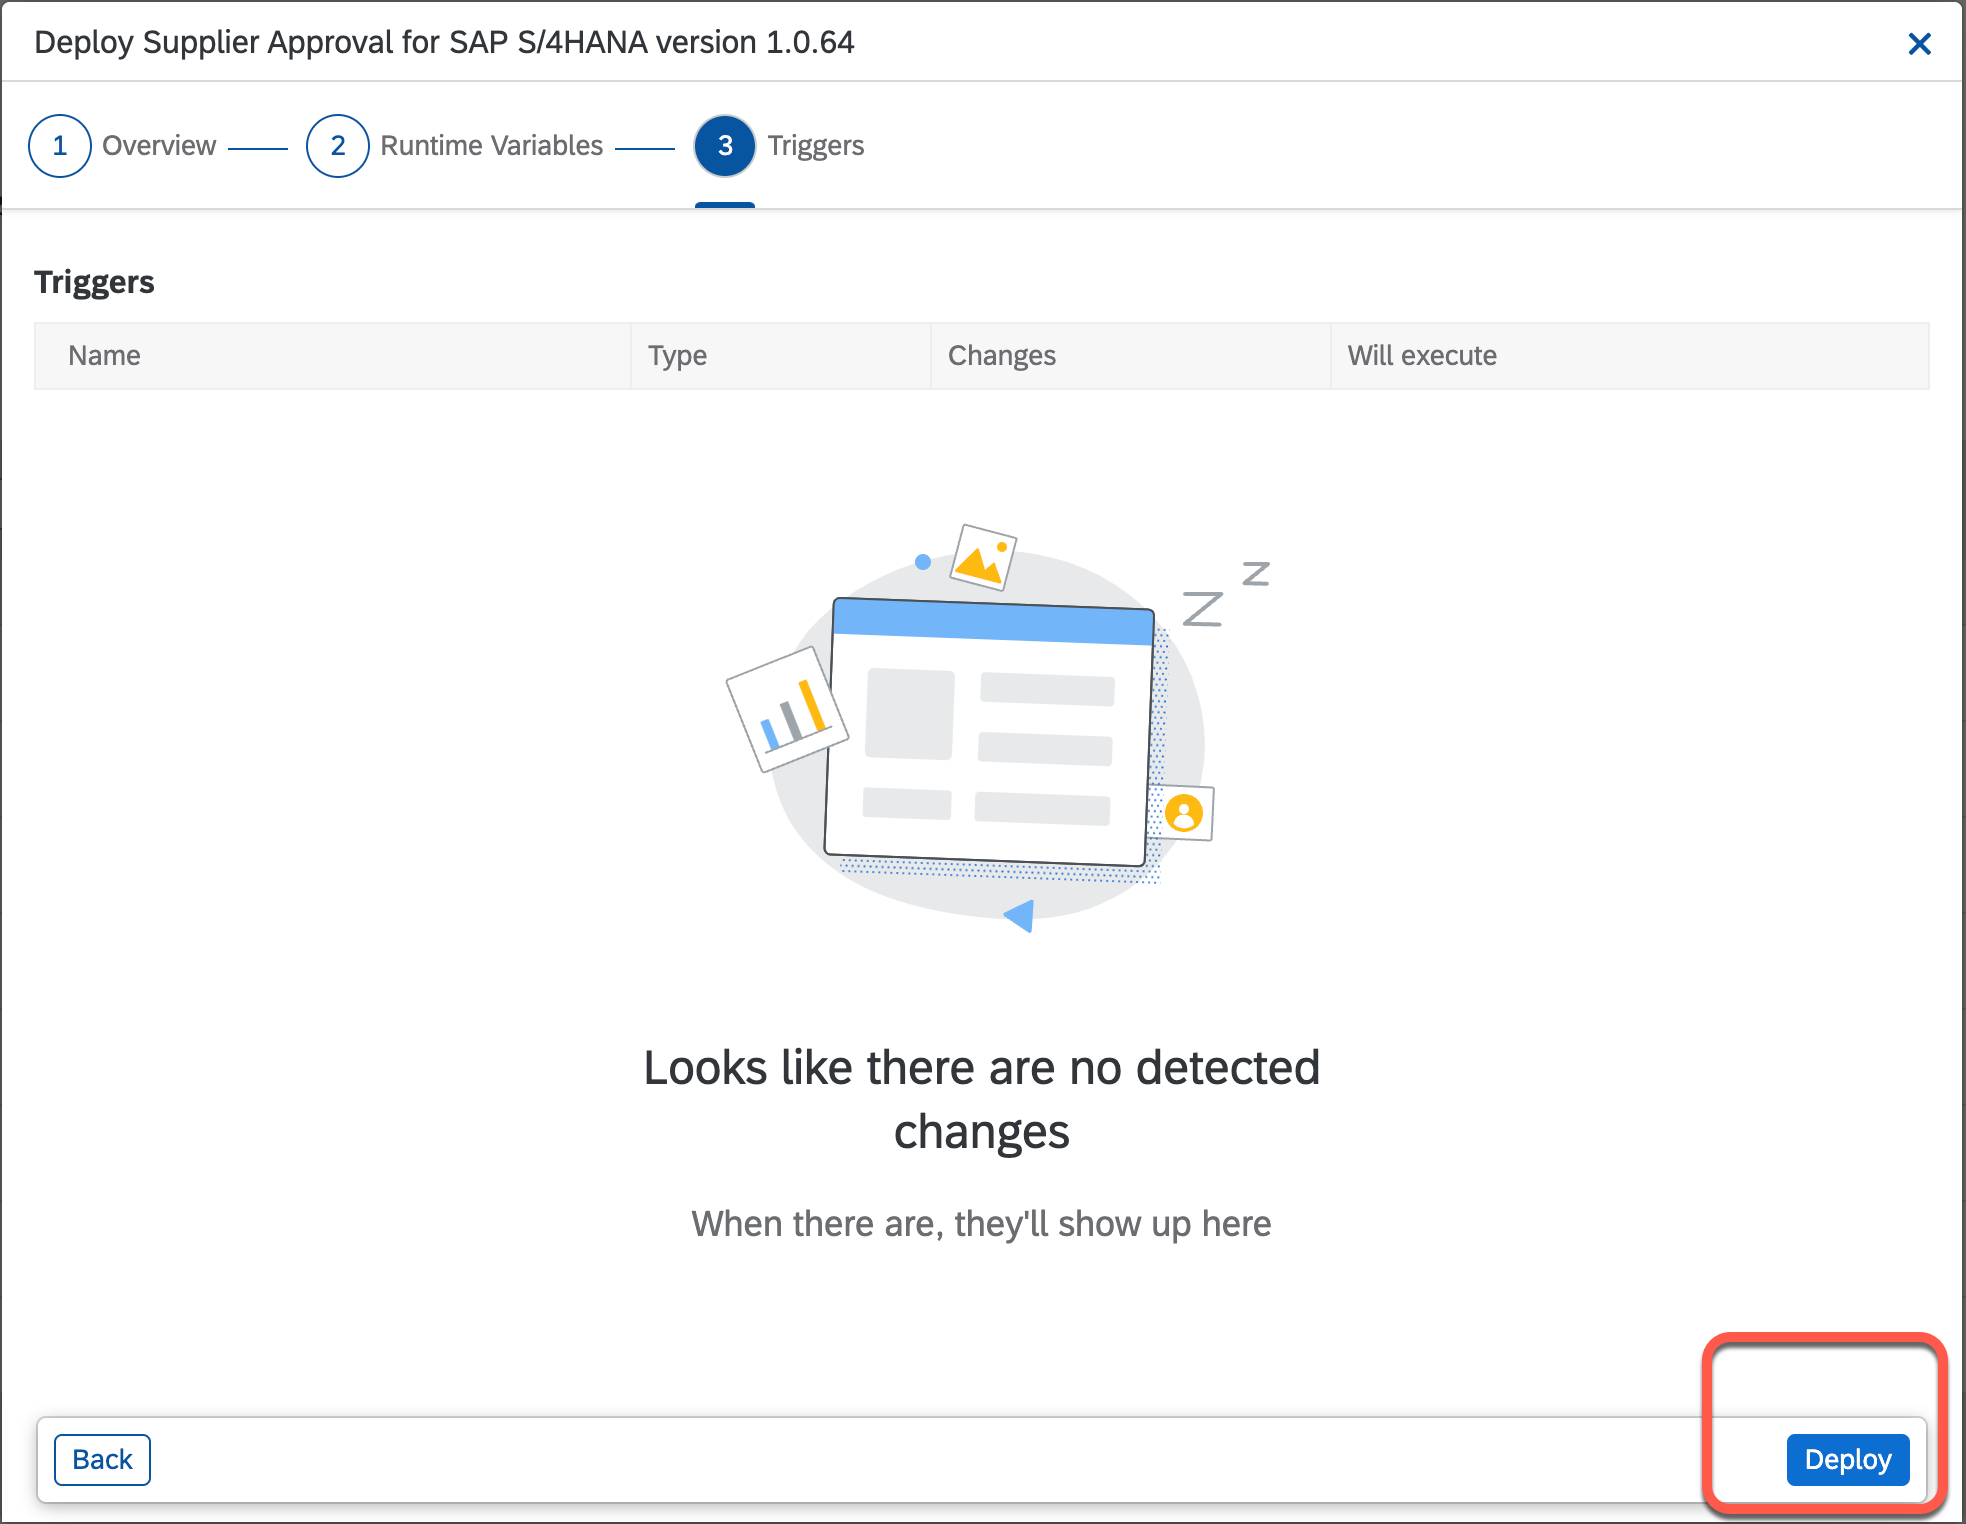 Deploy Supplier Approval for SAP S/4HANA version 1.0.64
1 Overview 2 Runtime Variables 3 Triggers
Triggers
Name Type Changes Will execute
Z z
Looks like there are no detected
changes
When there are, they'll show up here
Back Deploy